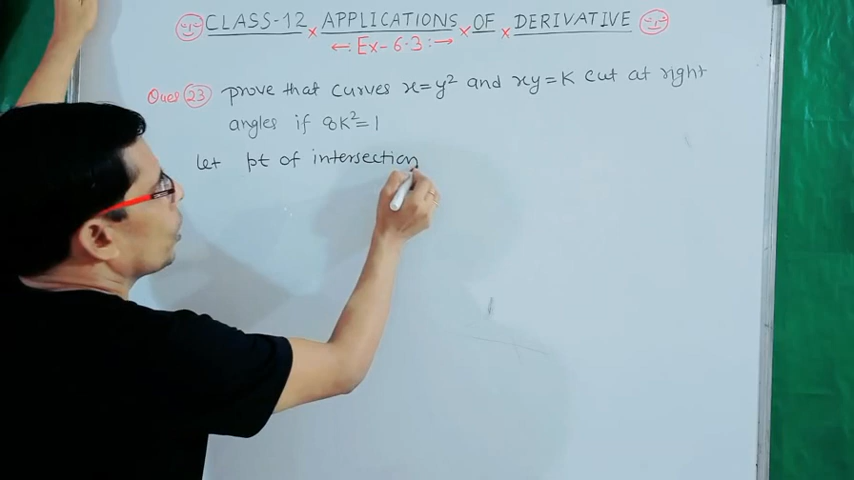 CLASS-12 × APPLICATIONS × OF × DERIVATIVE
←: Ex-6.3 :→
Ques 23 prove that curves x=y² and xy=K cut at right
angles if 8K²=1
let pt of intersection